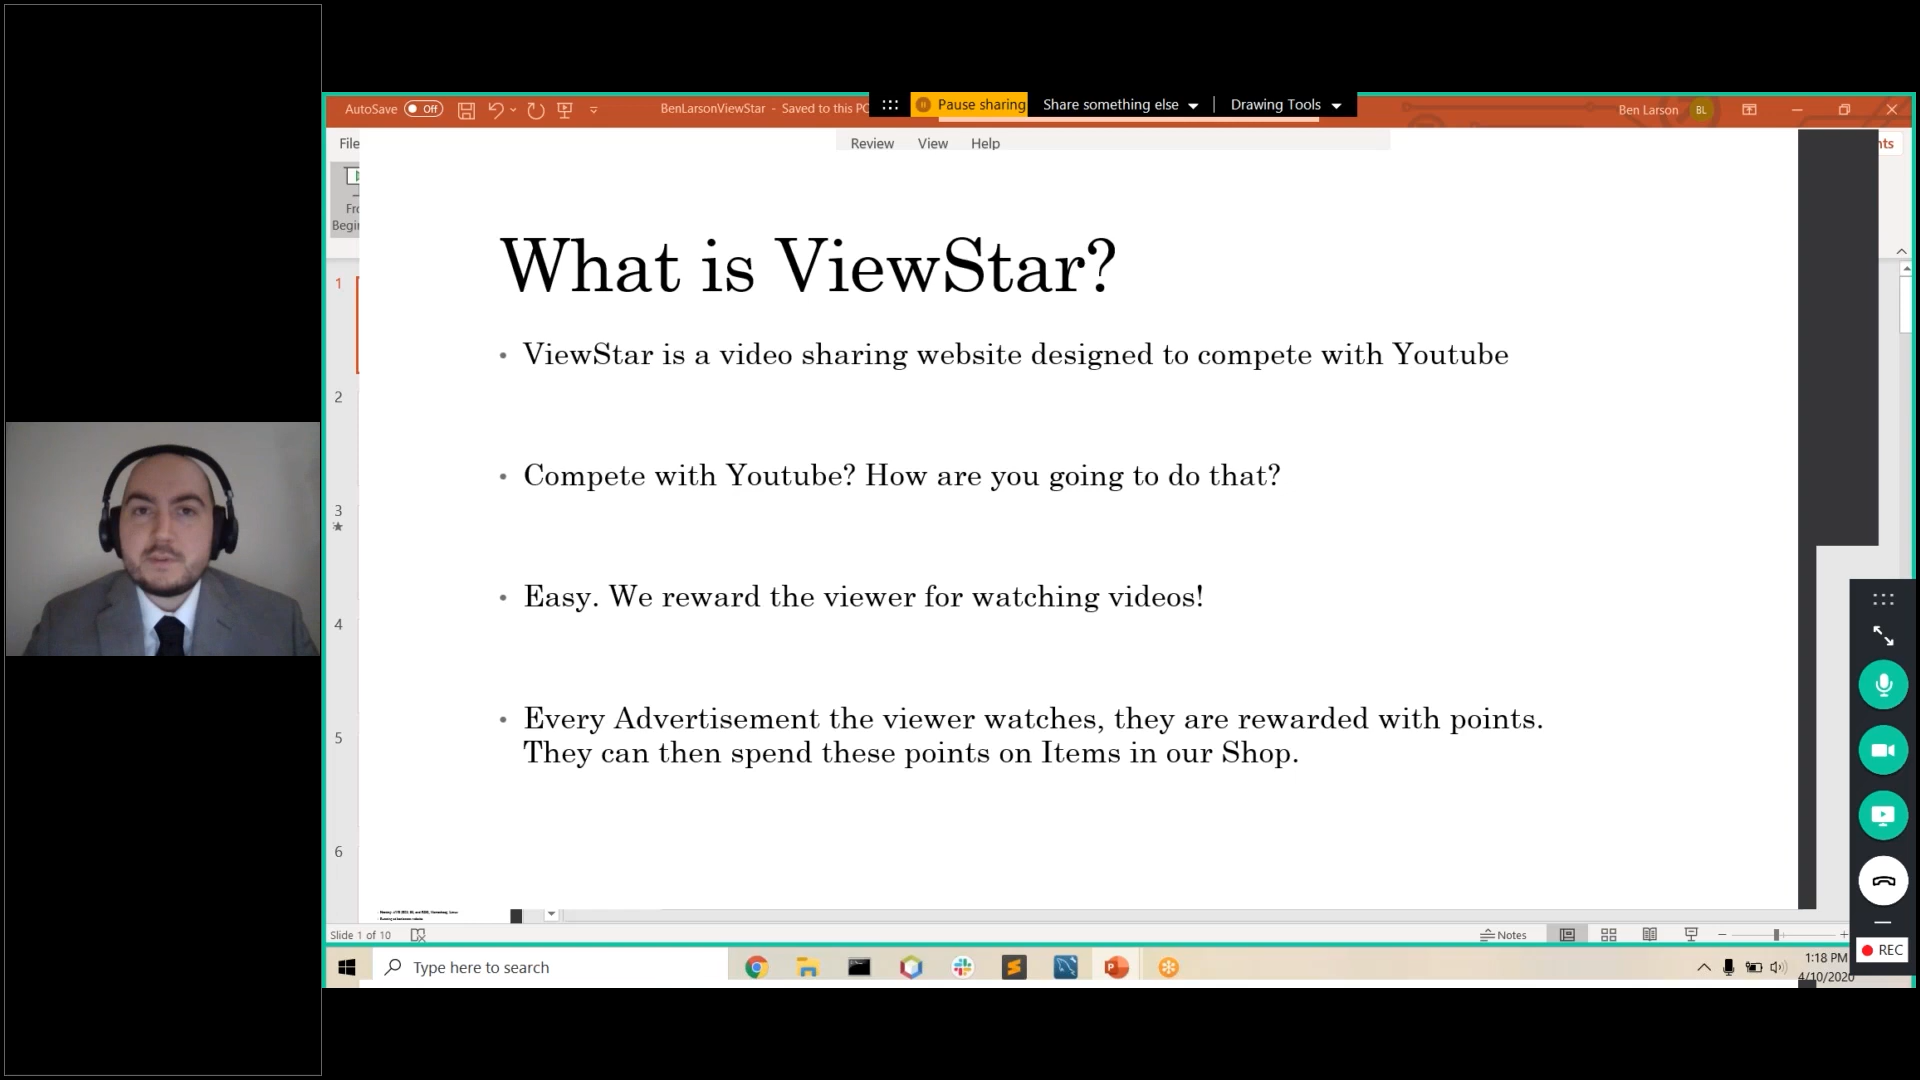 AutoSave Off
BenLarsonViewStar - Saved to this PC
Pause sharing
Share something else
Drawing Tools
Ben Larson BL
File
Review View Help
What is ViewStar?
• ViewStar is a video sharing website designed to compete with Youtube
• Compete with Youtube? How are you going to do that?
• Easy. We reward the viewer for watching videos!
• Every Advertisement the viewer watches, they are rewarded with points.
They can then spend these points on Items in our Shop.
1
2
3
4
5
6
Slide 1 of 10
Notes
REC
Type here to search
1:18 PM
4/10/2020